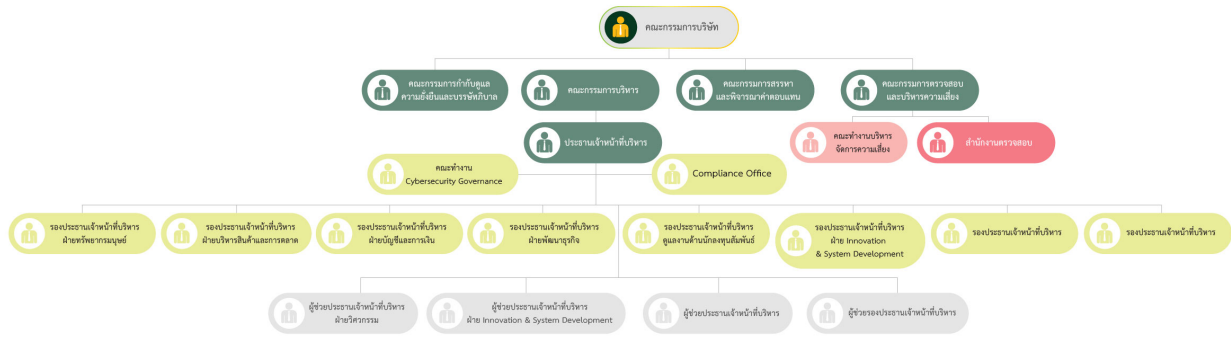 คณะกรรมการบริษัท
คณะกรรมการกำกับดูแล
ความยั่งยืนและบรรษัทภิบาล
คณะกรรมการบริหาร
คณะกรรมการสรรหา
และพิจารณาค่าตอบแทน
คณะกรรมการตรวจสอบ
และบริหารความเสี่ยง
ประธานเจ้าหน้าที่บริหาร
คณะทำงานบริหาร
จัดการความเสี่ยง
สำนักงานตรวจสอบ
คณะทำงาน
Cybersecurity Governance
Compliance Office
รองประธานเจ้าหน้าที่บริหาร
ฝ่ายทรัพยากรมนุษย์
รองประธานเจ้าหน้าที่บริหาร
ฝ่ายบริหารสินค้าและการตลาด
รองประธานเจ้าหน้าที่บริหาร
ฝ่ายบัญชีและการเงิน
รองประธานเจ้าหน้าที่บริหาร
ฝ่ายพัฒนาธุรกิจ
รองประธานเจ้าหน้าที่บริหาร
ดูแลงานด้านนักลงทุนสัมพันธ์
รองประธานเจ้าหน้าที่บริหาร
ฝ่าย Innovation
& System Development
รองประธานเจ้าหน้าที่บริหาร
รองประธานเจ้าหน้าที่บริหาร
ผู้ช่วยประธานเจ้าหน้าที่บริหาร
ฝ่ายวิศวกรรม
ผู้ช่วยประธานเจ้าหน้าที่บริหาร
ฝ่าย Innovation & System Development
ผู้ช่วยประธานเจ้าหน้าที่บริหาร
ผู้ช่วยรองประธานเจ้าหน้าที่บริหาร